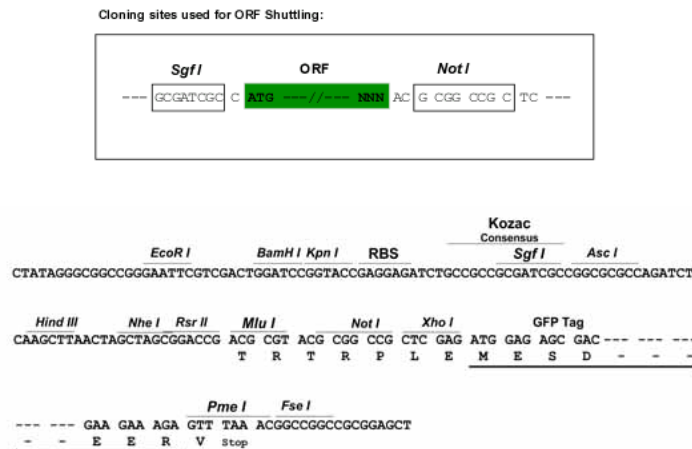 Cloning sites used for ORF Shuttling:
Sgf I ORF Not I
--- GCGATCGC C ATG ---//--- NNN AC G CGG CCG C TC ---
Kozac
Consensus
EcoR I BamH I Kpn I RBS Sgf I Asc I
CTATAGGGCGGCCGGGAATTCGTCGACTGGATCCGGTACCGAGGAGATCTGCCGCCGCGATCGCCGGCGCGCCAGATCT
Hind III Nhe I Rsr II Mlu I Not I Xho I GFP Tag
CAAGCTTAACTAGCTAGCGGACCG ACG CGT ACG CGG CCG CTC GAG ATG GAG AGC GAC --- ---
T R T R P L E M E S D - - -
--- --- GAA GAA AGA GTT TAA ACGGCCGGCCGCGGAGCT
Pme I Fse I
- - E E R V Stop